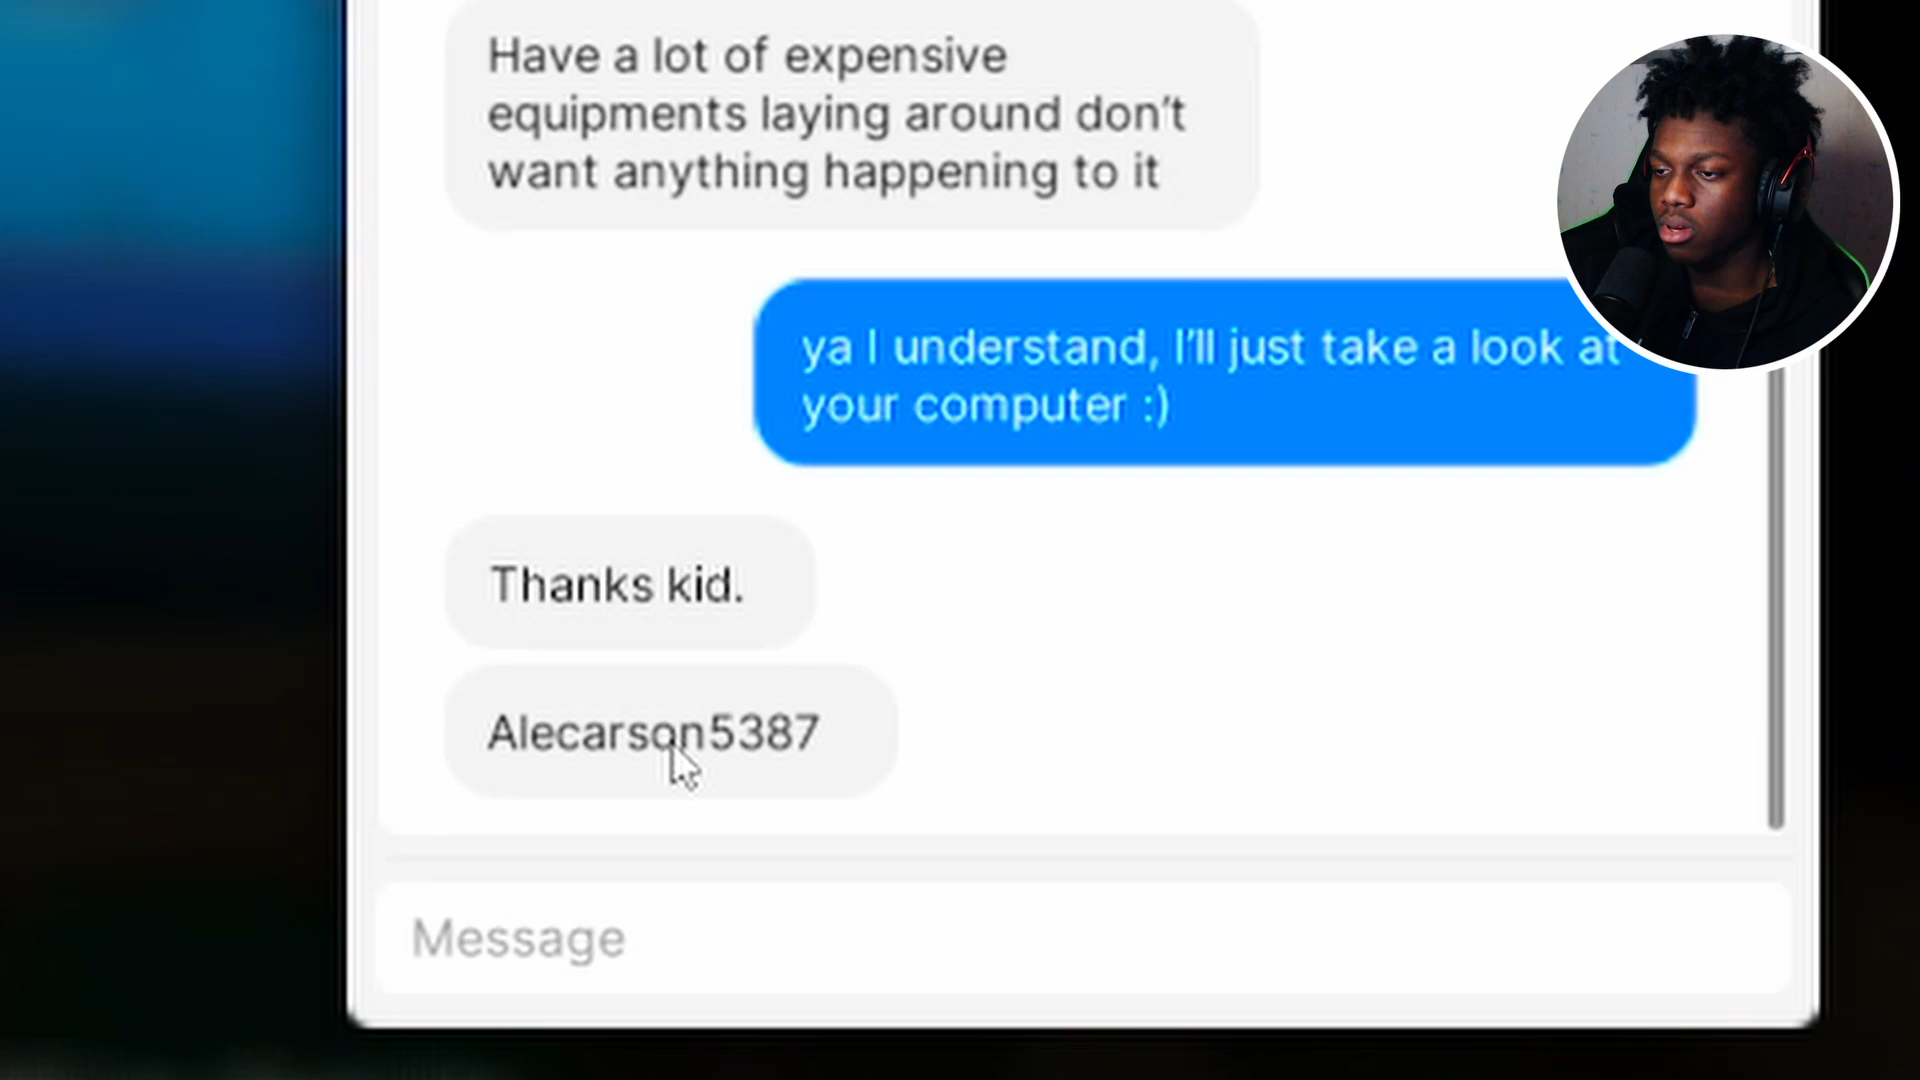 Have a lot of expensive
equipments laying around don't
want anything happening to it
ya I understand, I'll just take a look at
your computer :)
Thanks kid.
Alecarson5387
Message